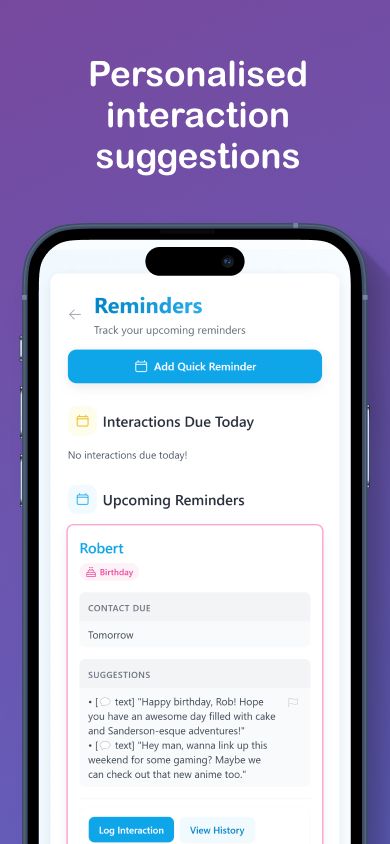 Personalised
interaction
suggestions
Reminders
Track your upcoming reminders
Add Quick Reminder
Interactions Due Today
No interactions due today!
Upcoming Reminders
Robert
Birthday
CONTACT DUE
Tomorrow
SUGGESTIONS
• [💬 text] "Happy birthday, Rob! Hope
you have an awesome day filled with cake
and Sanderson-esque adventures!"
• [💬 text] "Hey man, wanna link up this
weekend for some gaming? Maybe we
can check out that new anime too."
Log Interaction View History